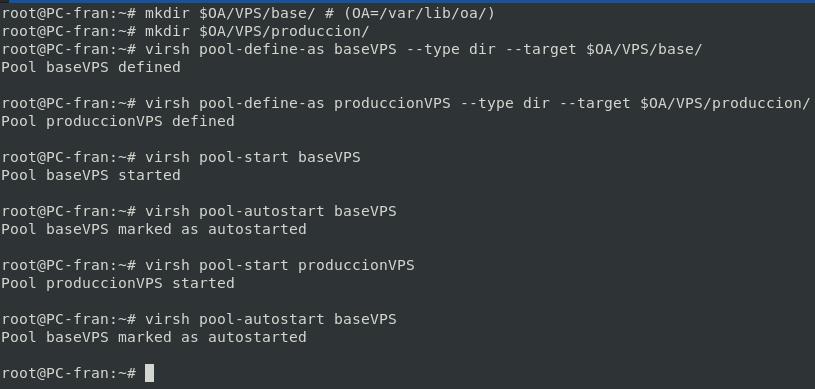 root@PC-fran:~# mkdir $OA/VPS/base/ # (OA=/var/lib/oa/)
root@PC-fran:~# mkdir $OA/VPS/produccion/
root@PC-fran:~# virsh pool-define-as baseVPS --type dir --target $OA/VPS/base/
Pool baseVPS defined
root@PC-fran:~# virsh pool-define-as produccionVPS --type dir --target $OA/VPS/produccion/
Pool produccionVPS defined
root@PC-fran:~# virsh pool-start baseVPS
Pool baseVPS started
root@PC-fran:~# virsh pool-autostart baseVPS
Pool baseVPS marked as autostarted
root@PC-fran:~# virsh pool-start produccionVPS
Pool produccionVPS started
root@PC-fran:~# virsh pool-autostart baseVPS
Pool baseVPS marked as autostarted
root@PC-fran:~#